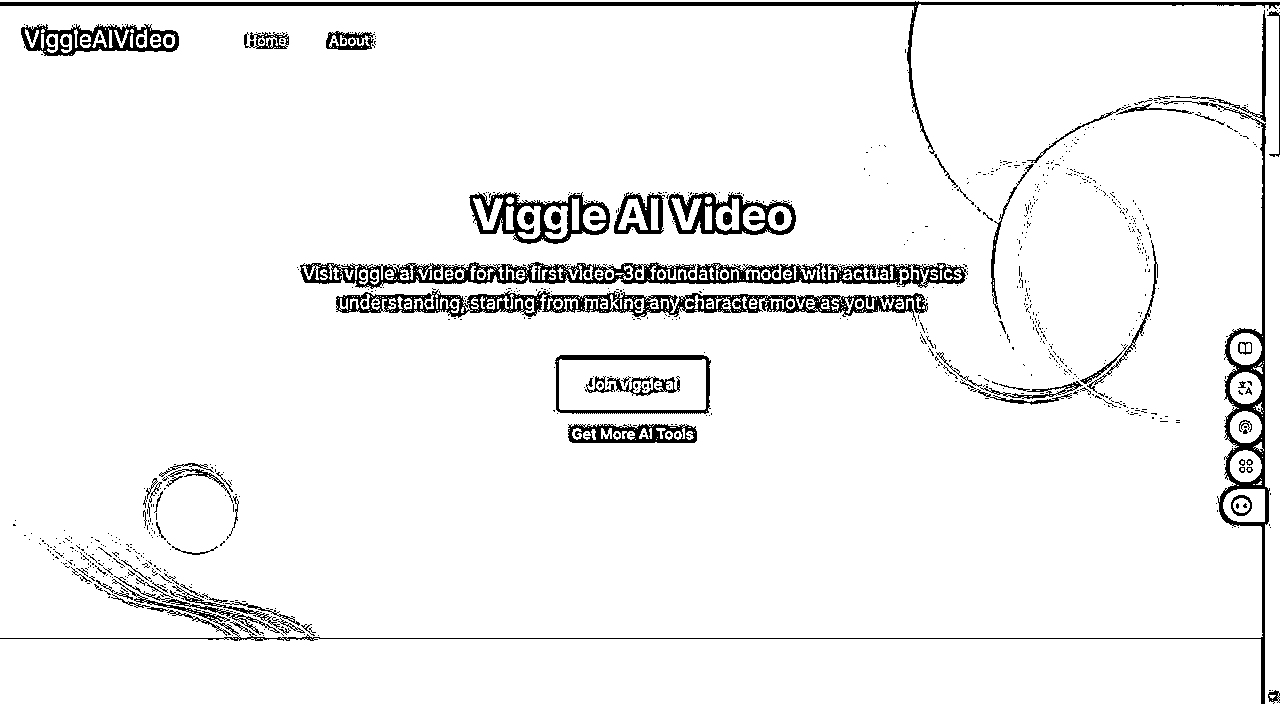 ViggleAIVideo
Home
About
Viggle AI Video
Visit viggle ai video for the first video-3d foundation model with actual physics
understanding, starting from making any character move as you want.
Join viggle ai
Get More AI Tools